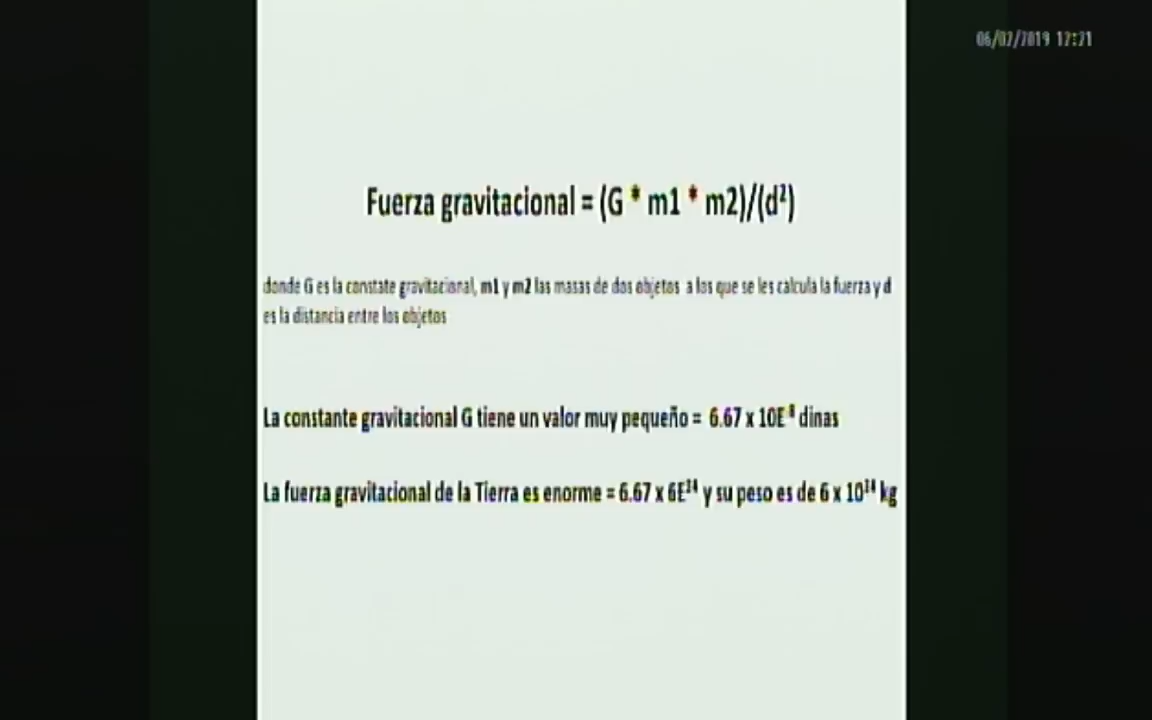 06/02/2019 12:21
Fuerza gravitacional = (G * m1 * m2)/(d²)
donde G es la constate gravitacional, m1 y m2 las masas de dos objetos a los que se les calcula la fuerza y d
es la distancia entre los objetos
La constante gravitacional G tiene un valor muy pequeño = 6.67 x 10E⁻⁸ dinas
La fuerza gravitacional de la Tierra es enorme = 6.67 x 6E²⁴ y su peso es de 6 x 10²⁴ kg